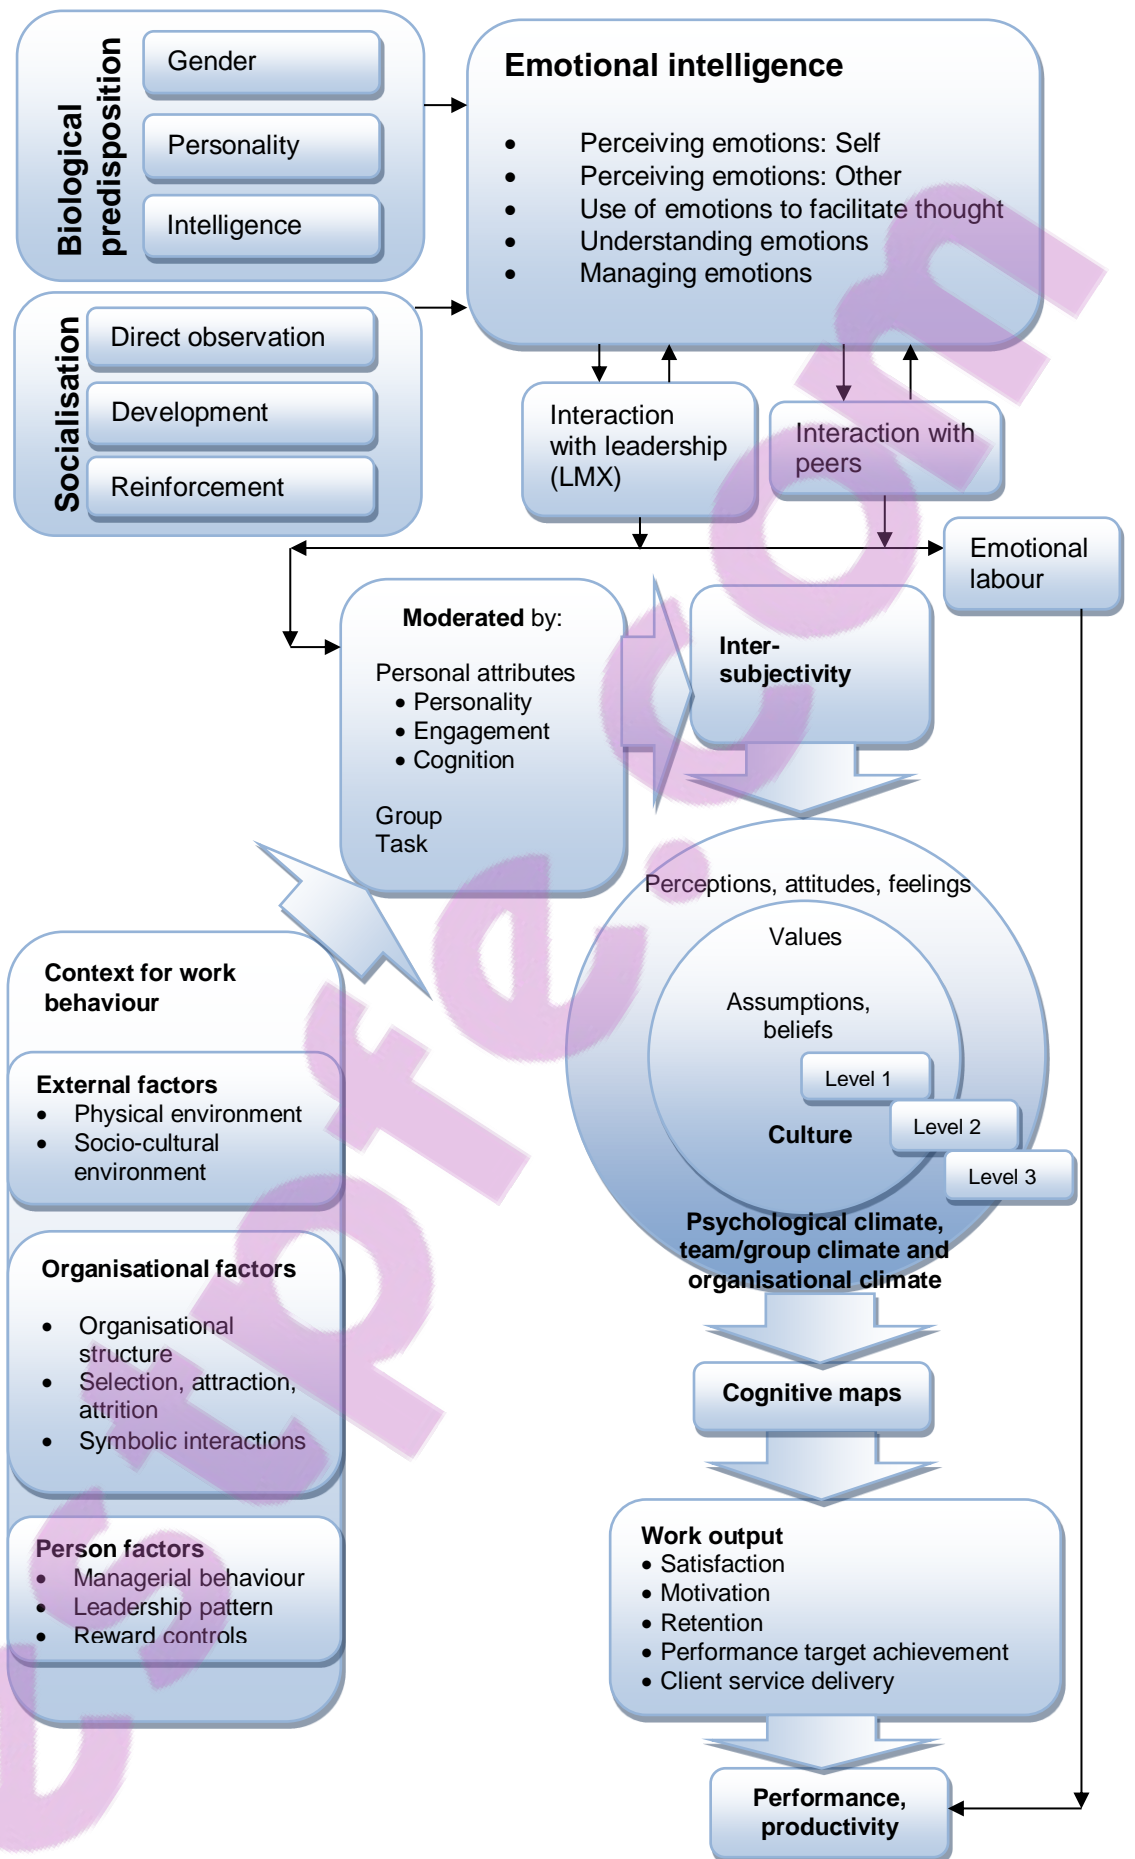 Biological
predisposition
Gender
Personality
Intelligence
Emotional intelligence
• Perceiving emotions: Self
• Perceiving emotions: Other
• Use of emotions to facilitate thought
• Understanding emotions
• Managing emotions
Socialisation
Direct observation
Development
Reinforcement
Interaction
with leadership
(LMX)
Interaction with
peers
Emotional
labour
Moderated by:
Personal attributes
• Personality
• Engagement
• Cognition
Group
Task
Inter-
subjectivity
Perceptions, attitudes, feelings
Values
Assumptions,
beliefs
Level 1
Culture
Level 2
Level 3
Psychological climate,
team/group climate and
organisational climate
Context for work
behaviour
External factors
• Physical environment
• Socio-cultural
environment
Organisational factors
• Organisational
structure
• Selection, attraction,
attrition
• Symbolic interactions
Person factors
• Managerial behaviour
• Leadership pattern
• Reward controls
Cognitive maps
Work output
• Satisfaction
• Motivation
• Retention
• Performance target achievement
• Client service delivery
Performance,
productivity
estpfe.com